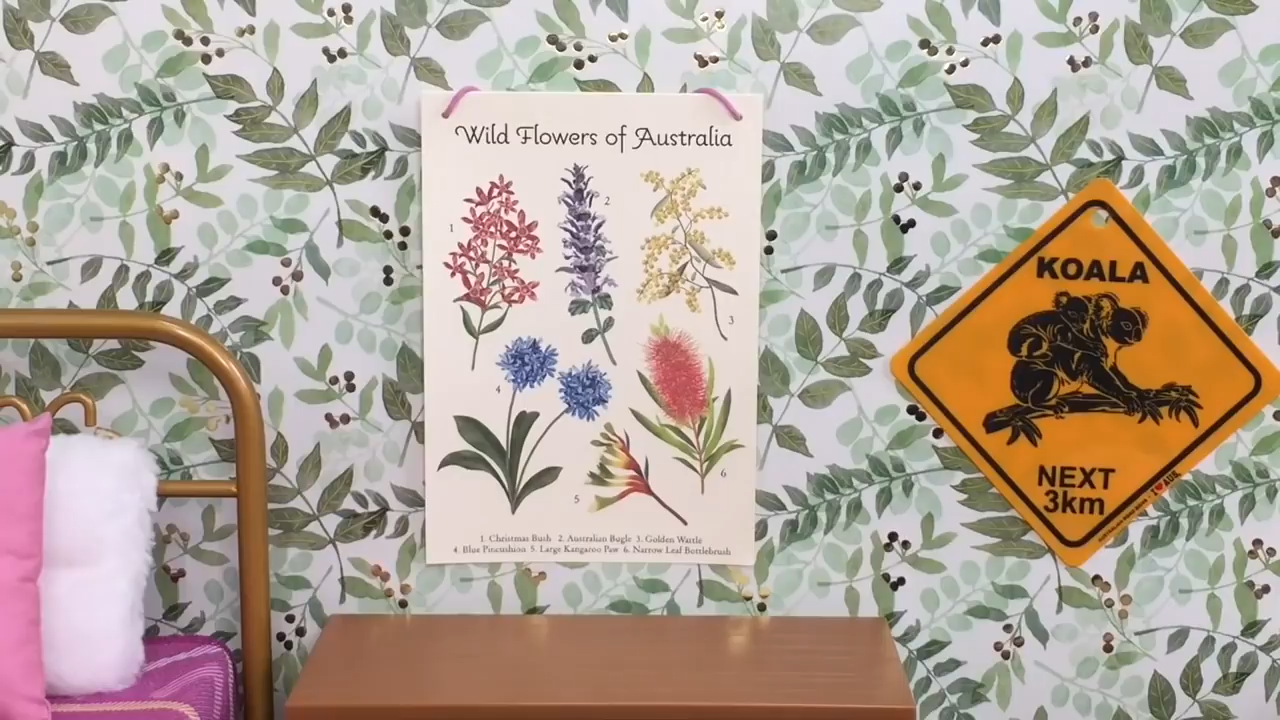 Wild Flowers of Australia
1
2
3
4
5
6
1. Christmas Bush 2. Australian Bugle 3. Golden Wattle
4. Blue Pincushion 5. Large Kangaroo Paw 6. Narrow Leaf Bottlebrush
KOALA
NEXT
3km
I ❤ AUS